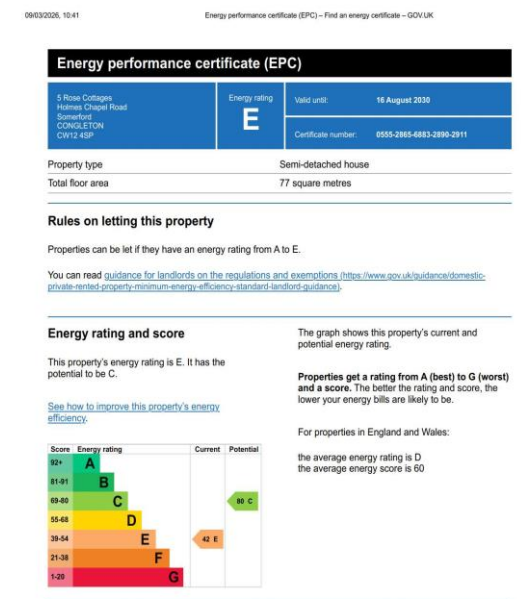 09/03/2026, 10:41 Energy performance certificate (EPC) – Find an energy certificate – GOV.UK
Energy performance certificate (EPC)
5 Rose Cottages
Holmes Chapel Road
Somerford
CONGLETON
CW12 4SP
Energy rating
E
Valid until: 16 August 2030
Certificate number: 0555-2865-6883-2890-2911
Property type Semi-detached house
Total floor area 77 square metres
Rules on letting this property
Properties can be let if they have an energy rating from A to E.
You can read guidance for landlords on the regulations and exemptions (https://www.gov.uk/guidance/domestic-
private-rented-property-minimum-energy-efficiency-standard-landlord-guidance).
Energy rating and score
This property's energy rating is E. It has the
potential to be C.
See how to improve this property's energy
efficiency.
Score Energy rating Current Potential
92+ A
81-91 B
69-80 C 80 C
55-68 D
39-54 E 42 E
21-38 F
1-20 G
The graph shows this property's current and
potential energy rating.
Properties get a rating from A (best) to G (worst)
and a score. The better the rating and score, the
lower your energy bills are likely to be.
For properties in England and Wales:
the average energy rating is D
the average energy score is 60